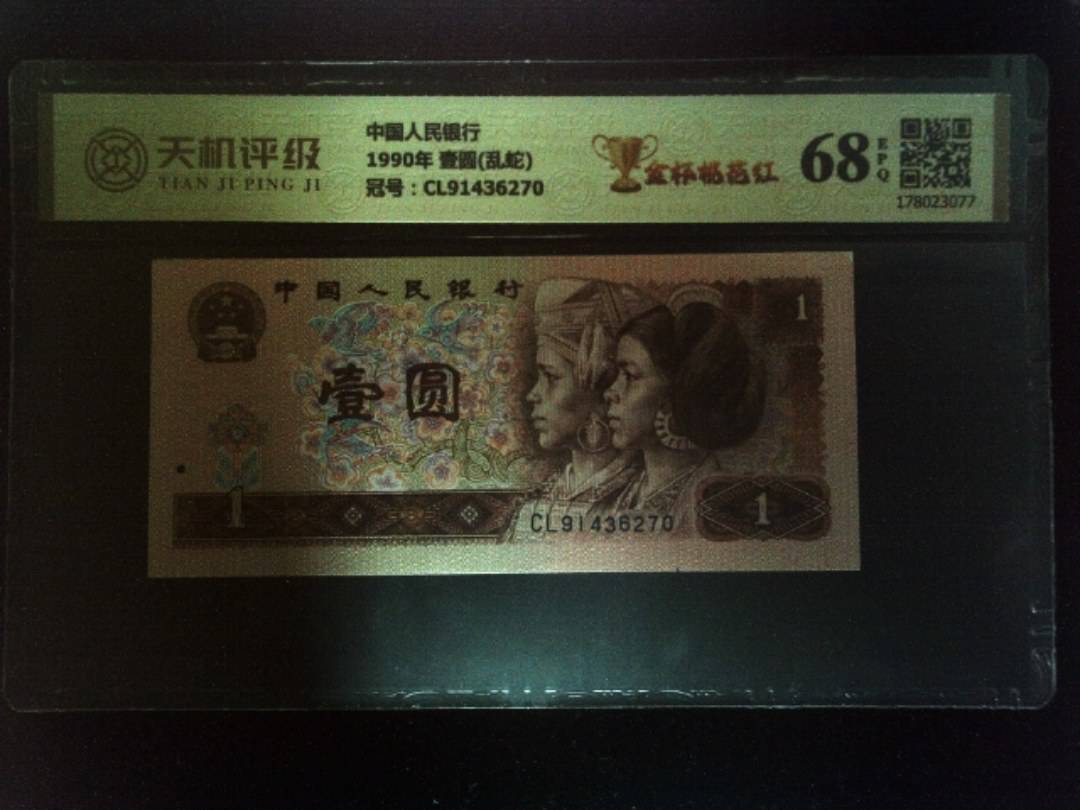 天机评级
TIAN JI PING JI
中国人民银行
1990年 壹圆(乱蛇)
冠号：CL91436270
金杯桃花红
68
EPQ
178023077
中国人民银行
壹圆
1
1
CL91436270
1